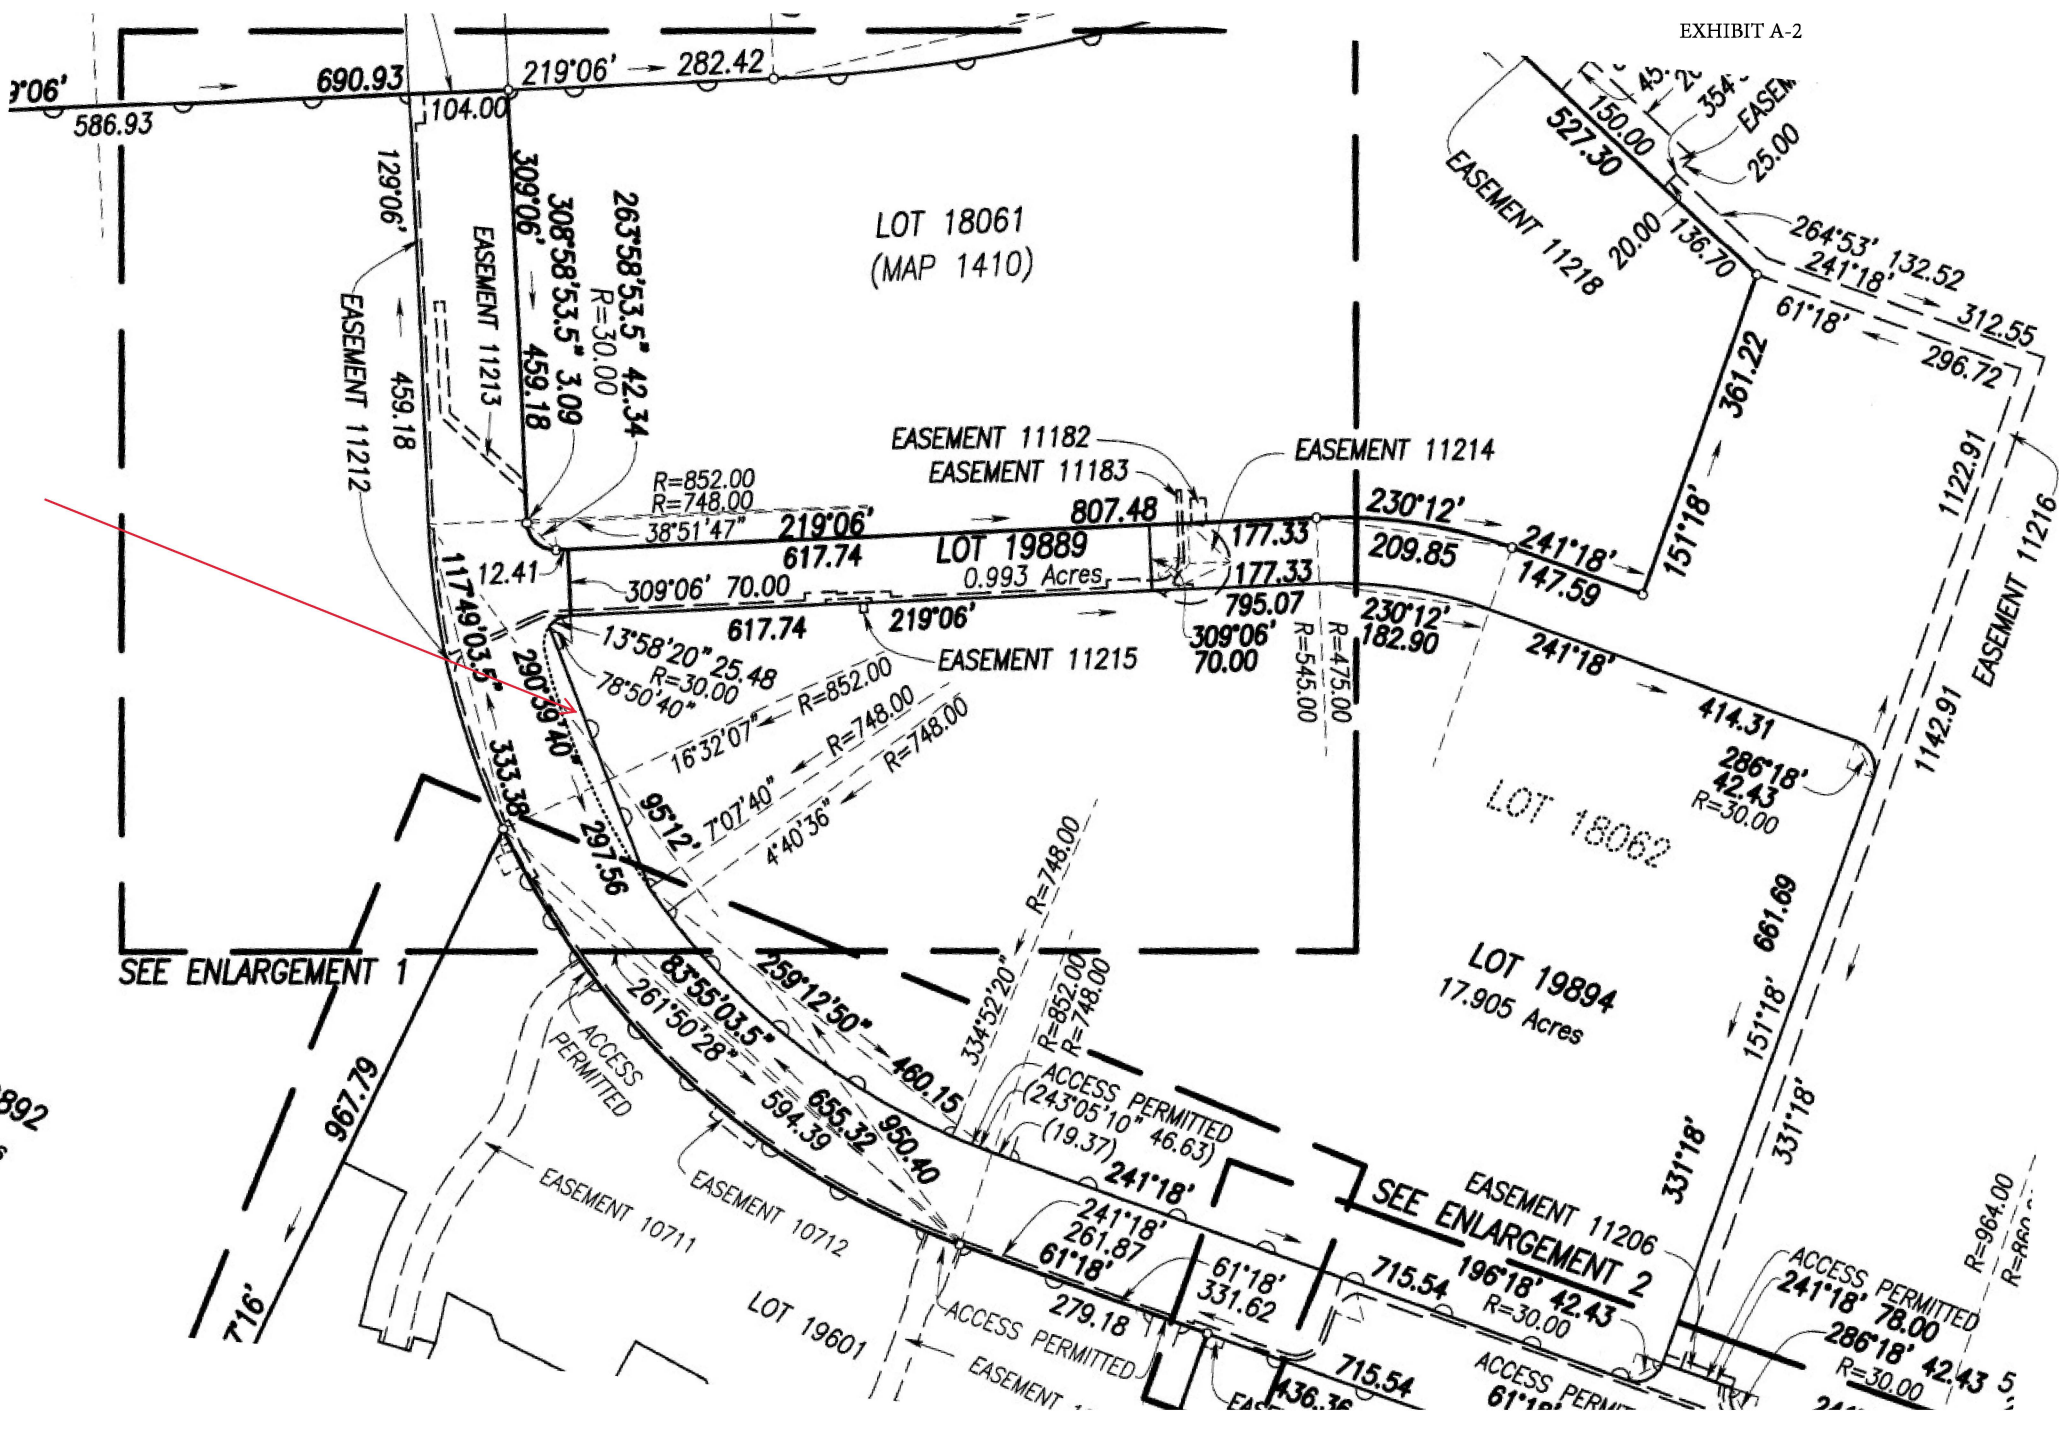 EXHIBIT A-2
219°06'
282.42
690.93
104.00
586.93
129°06'
309°06'
459.18
308°58'53.5" 3.09
263°58'53.5" 42.34
R=30.00
EASEMENT 11213
EASEMENT 11212
459.18
LOT 18061
(MAP 1410)
150.00
527.30
25.00
EASEMENT 11218
20.00
136.70
264°53' 132.52
241°18'
312.55
61°18'
296.72
361.22
151°18'
1122.91
EASEMENT 11216
1142.91
EASEMENT 11182
EASEMENT 11183
EASEMENT 11214
R=852.00
R=748.00
38°51'47"
219°06'
807.48
617.74
LOT 19889
0.993 Acres
177.33
177.33
230°12'
209.85
241°18'
147.59
12.41
309°06' 70.00
617.74
219°06'
795.07
309°06'
70.00
230°12'
182.90
R=545.00
R=475.00
241°18'
414.31
EASEMENT 11215
13°58'20" 25.48
R=30.00
78°50'40"
117°49'03.5"
333.38
290°39'40"
297.56
16°32'07"
R=852.00
7°07'40"
R=748.00
4°40'36"
R=748.00
95°12'
286°18'
42.43
R=30.00
LOT 18062
661.69
LOT 19894
17.905 Acres
151°18'
331°18'
331°18'
SEE ENLARGEMENT 1
967.79
7°16'
83°55'03.5"
655.32
261°50'28"
594.39
259°12'50"
460.15
950.40
334°52'20"
R=748.00
R=852.00
R=748.00
ACCESS
PERMITTED
ACCESS PERMITTED
(243°05'10" 46.63)
(19.37)
241°18'
EASEMENT 10711
EASEMENT 10712
LOT 19601
241°18'
261.87
61°18'
279.18
61°18'
331.62
ACCESS PERMITTED
EASEMENT
SEE ENLARGEMENT 2
715.54
196°18' 42.43
R=30.00
EASEMENT 11206
ACCESS PERMITTED
241°18' 78.00
286°18' 42.43
R=30.00
R=964.00
715.54
436.36